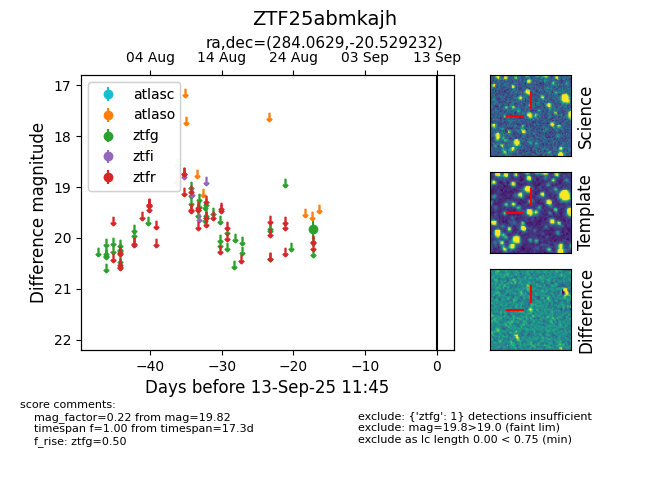 ZTF25abmkajh
ra,dec=(284.0629,-20.529232)
04 Aug 14 Aug 24 Aug 03 Sep 13 Sep
atlasc
atlaso
ztfg
ztfi
ztfr
17
18
19
20
21
22
Difference magnitude
−40 −30 −20 −10 0
Days before 13-Sep-25 11:45
Science
Template
Difference
score comments:
mag_factor=0.22 from mag=19.82
timespan f=1.00 from timespan=17.3d
f_rise: ztfg=0.50
exclude: {'ztfg': 1} detections insufficient
exclude: mag=19.8>19.0 (faint lim)
exclude as lc length 0.00 < 0.75 (min)